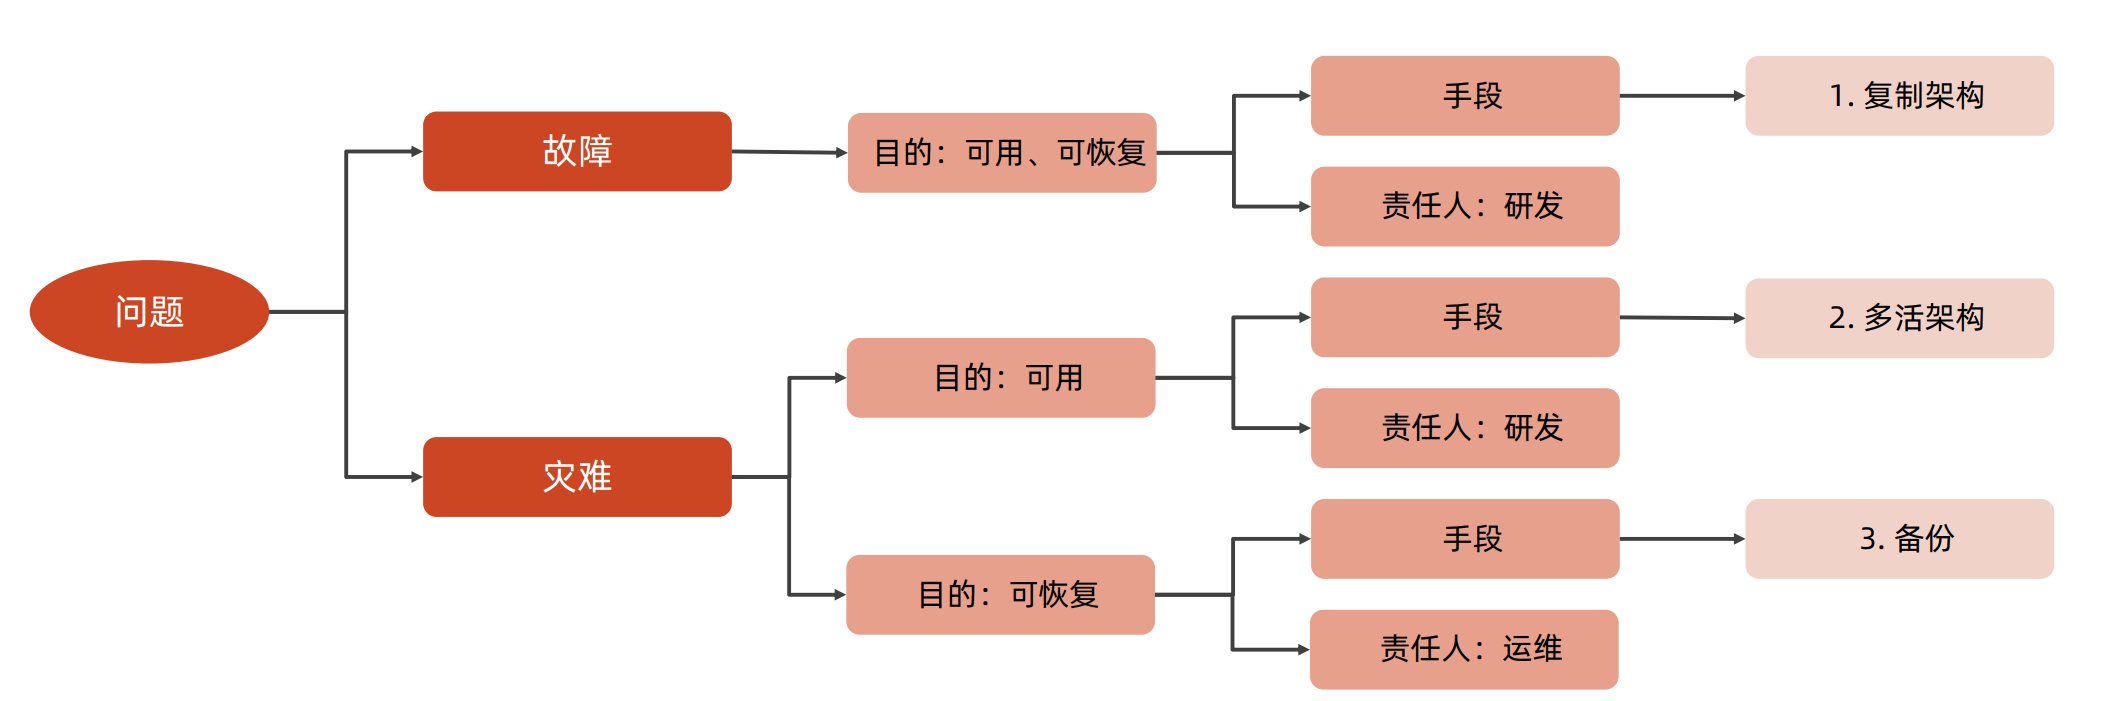 问题
故障
目的：可用、可恢复
手段
1. 复制架构
责任人：研发
灾难
目的：可用
手段
2. 多活架构
责任人：研发
目的：可恢复
手段
3. 备份
责任人：运维